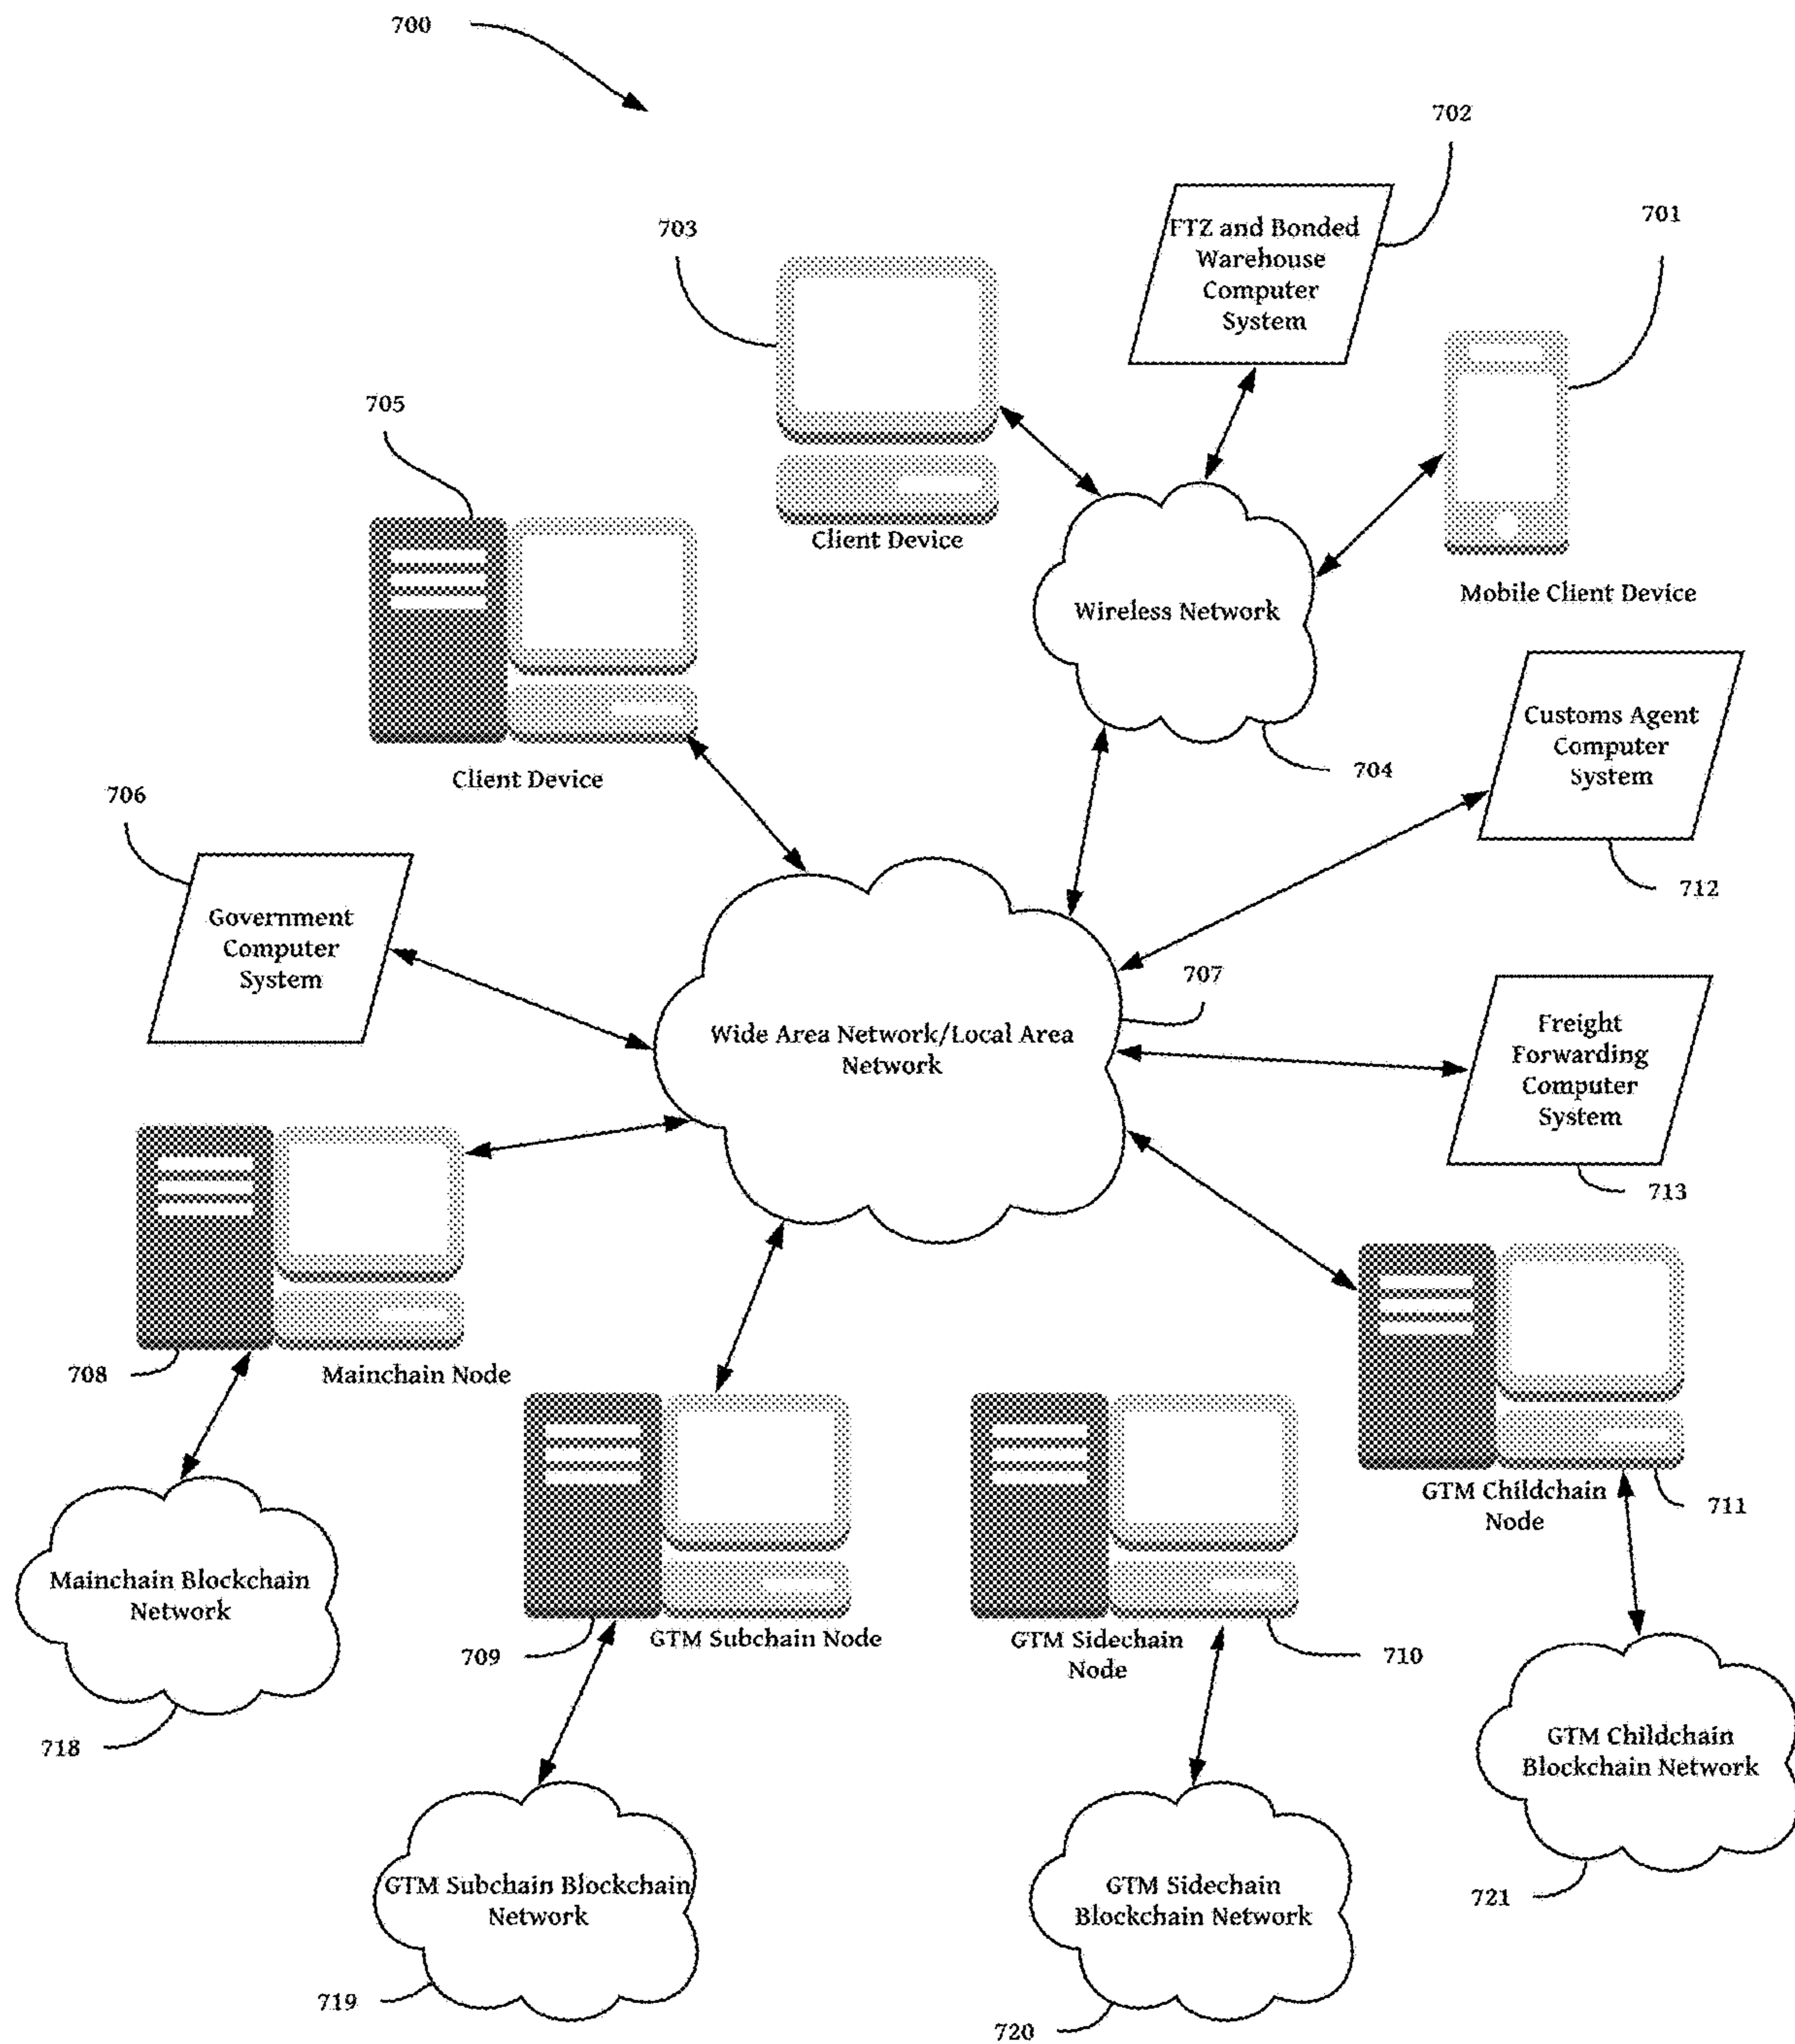 700
702
FTZ and Bonded
Warehouse
Computer
System
703
701
705
Client Device
Wireless Network
Mobile Client Device
Client Device
704
Customs Agent
Computer
System
712
706
Government
Computer
System
707
Wide Area Network/Local Area
Network
Freight
Forwarding
Computer
System
713
708
Mainchain Node
GTM Childchain
Node
711
Mainchain Blockchain
Network
709
GTM Subchain Node
GTM Sidechain
Node
710
718
GTM Childchain
Blockchain Network
721
GTM Subchain Blockchain
Network
GTM Sidechain
Blockchain Network
719
720